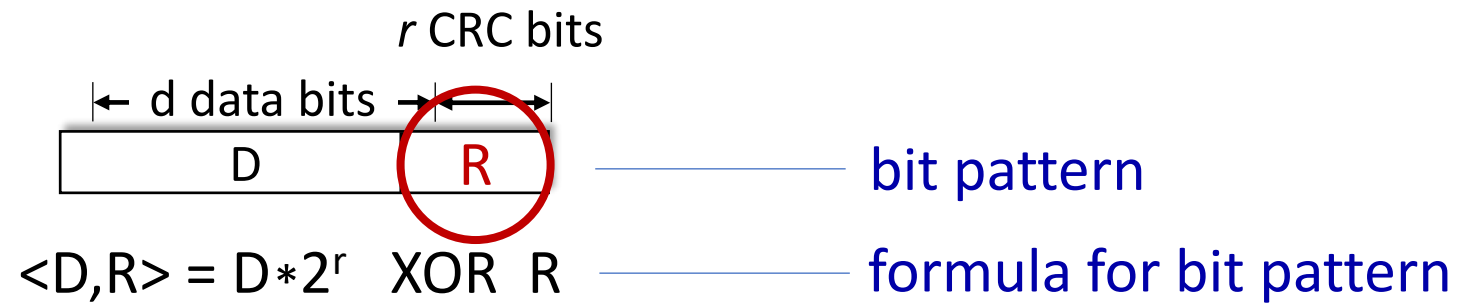 r CRC bits
d data bits
D R bit pattern
<D,R> = D*2ʳ XOR R formula for bit pattern